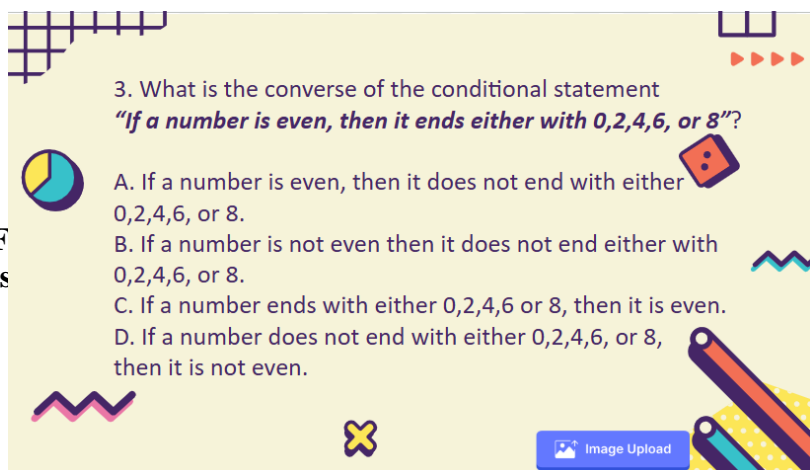 3. What is the converse of the conditional statement
“If a number is even, then it ends either with 0,2,4,6, or 8”?
A. If a number is even, then it does not end with either
0,2,4,6, or 8.
B. If a number is not even then it does not end either with
0,2,4,6, or 8.
C. If a number ends with either 0,2,4,6 or 8, then it is even.
D. If a number does not end with either 0,2,4,6, or 8,
then it is not even.
Image Upload